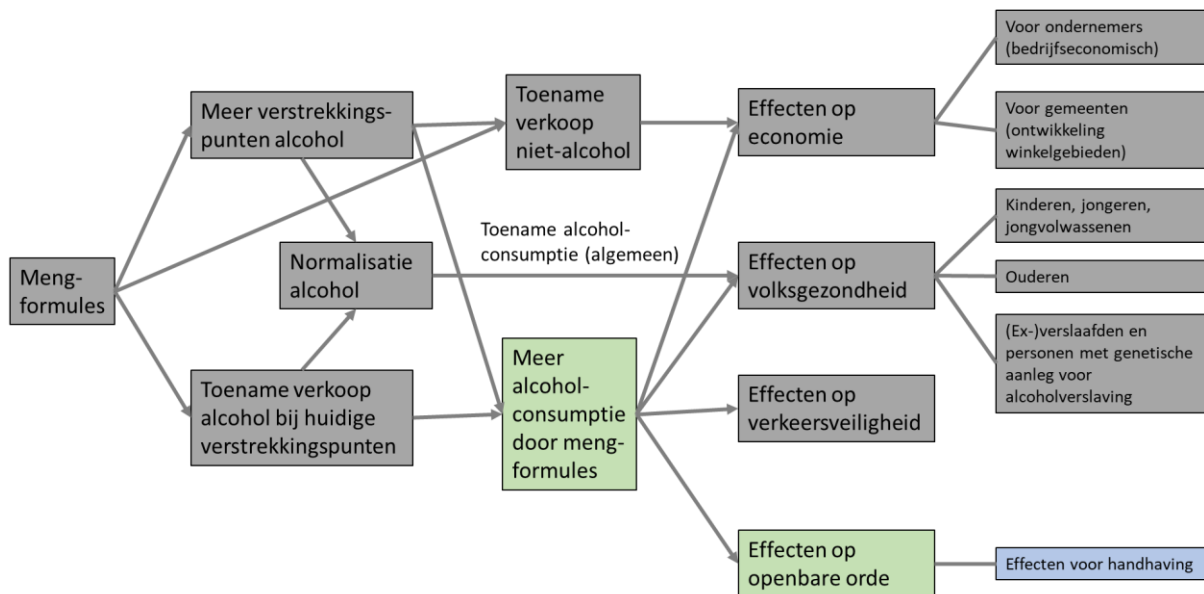 Meng-
formules
Meer verstrekkings-
punten alcohol
Normalisatie
alcohol
Toename verkoop
alcohol bij huidige
verstrekkingspunten
Toename
verkoop
niet-alcohol
Toename alcohol-
consumptie (algemeen)
Meer
alcohol-
consumptie
door meng-
formules
Effecten op
economie
Effecten op
volksgezondheid
Effecten op
verkeersveiligheid
Effecten op
openbare orde
Voor ondernemers
(bedrijfseconomisch)
Voor gemeenten
(ontwikkeling
winkelgebieden)
Kinderen, jongeren,
jongvolwassenen
Ouderen
(Ex-)verslaafden en
personen met genetische
aanleg voor
alcoholverslaving
Effecten voor handhaving